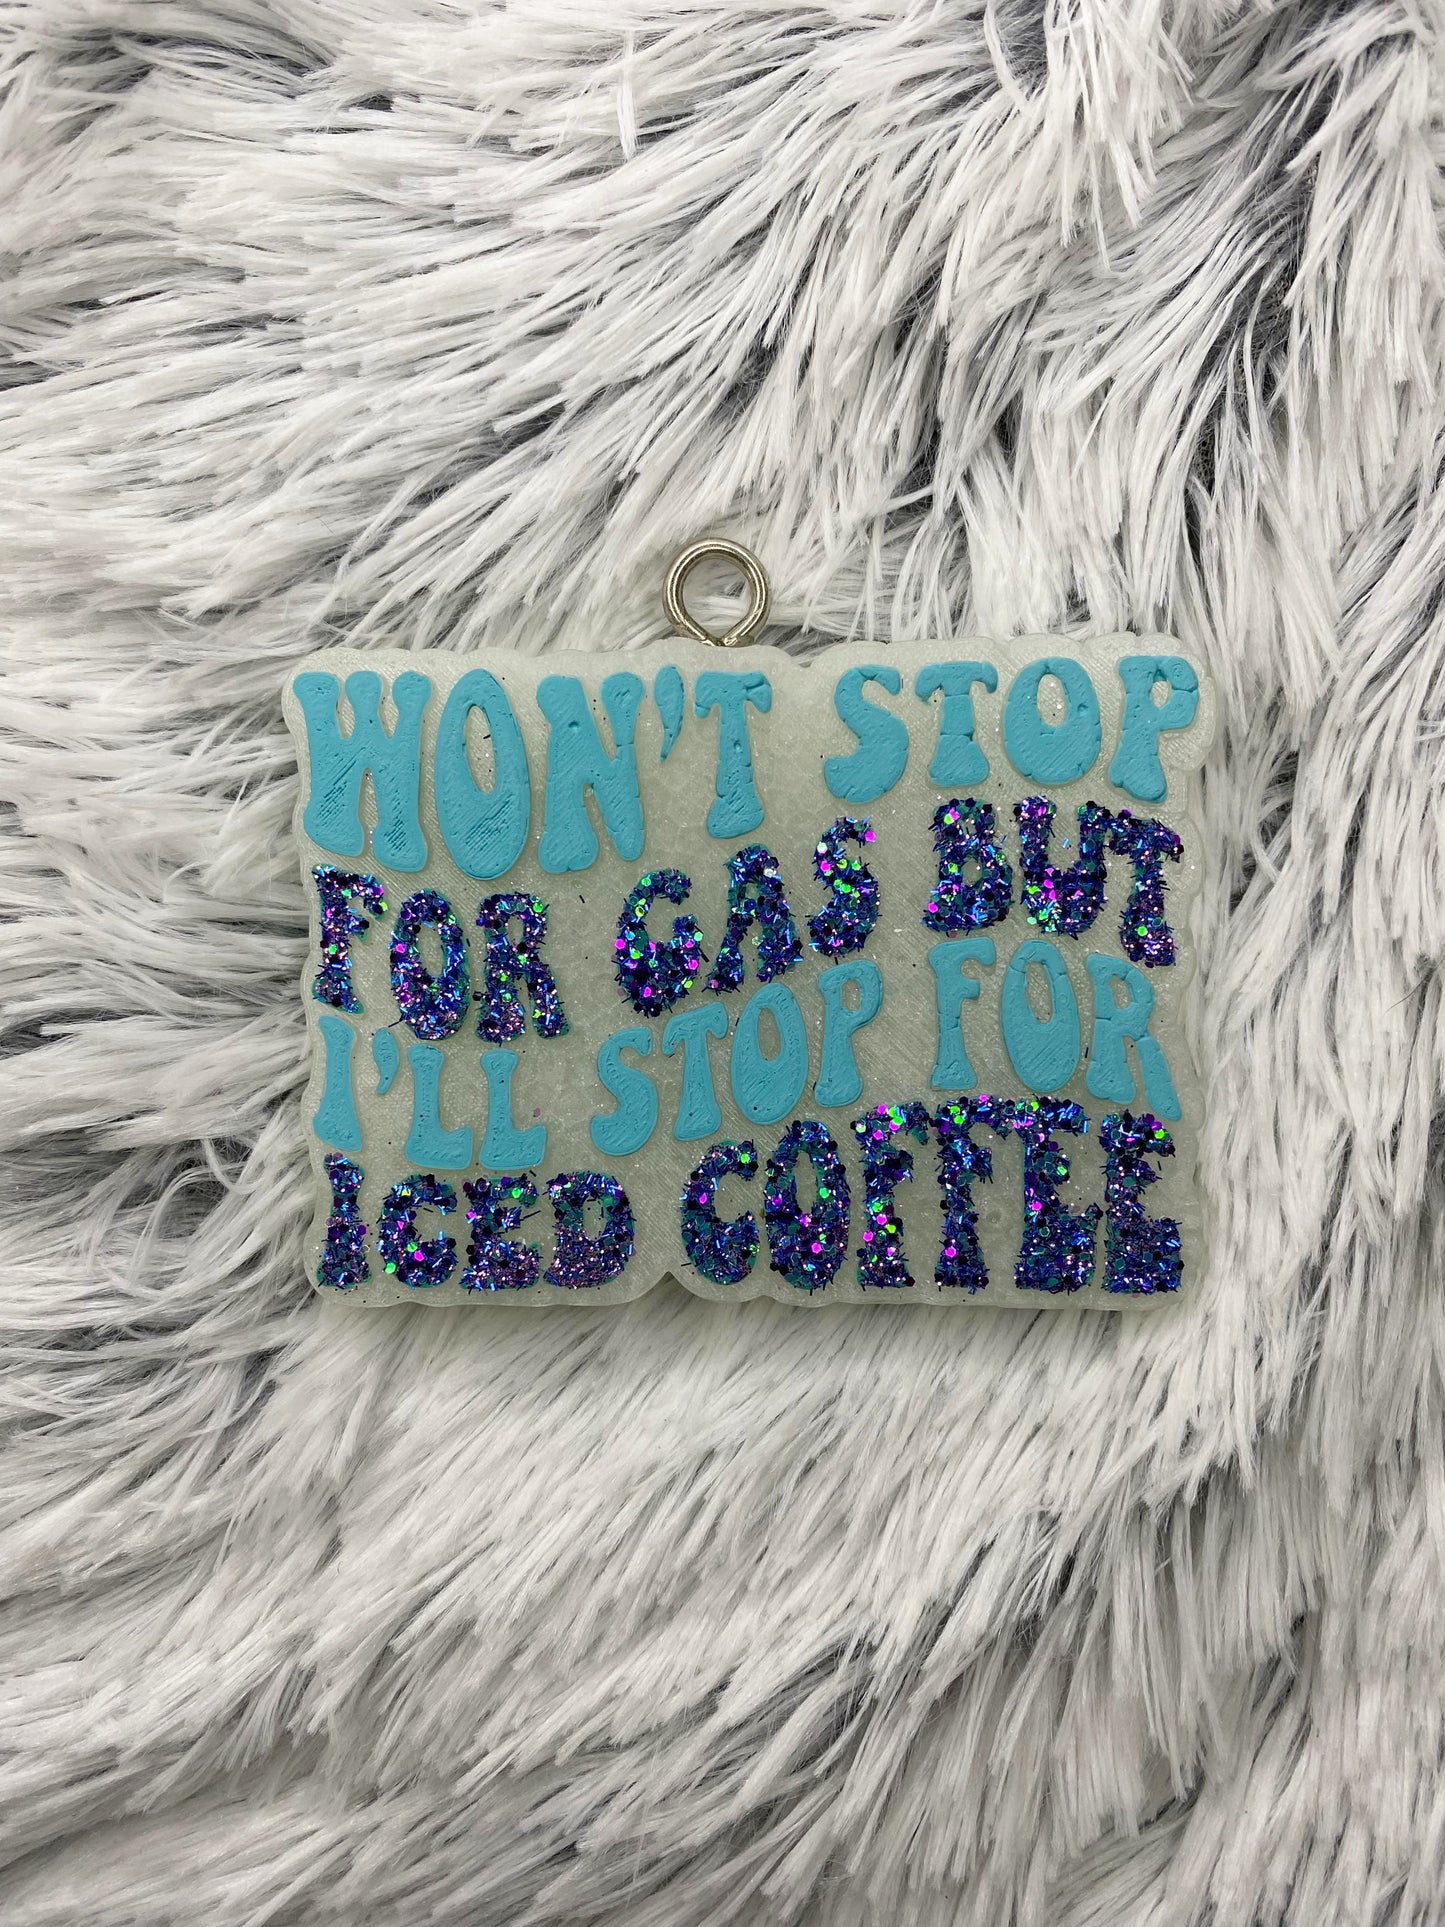 WON'T STOP
FOR GAS BUT
I'LL STOP FOR
ICED COFFEE